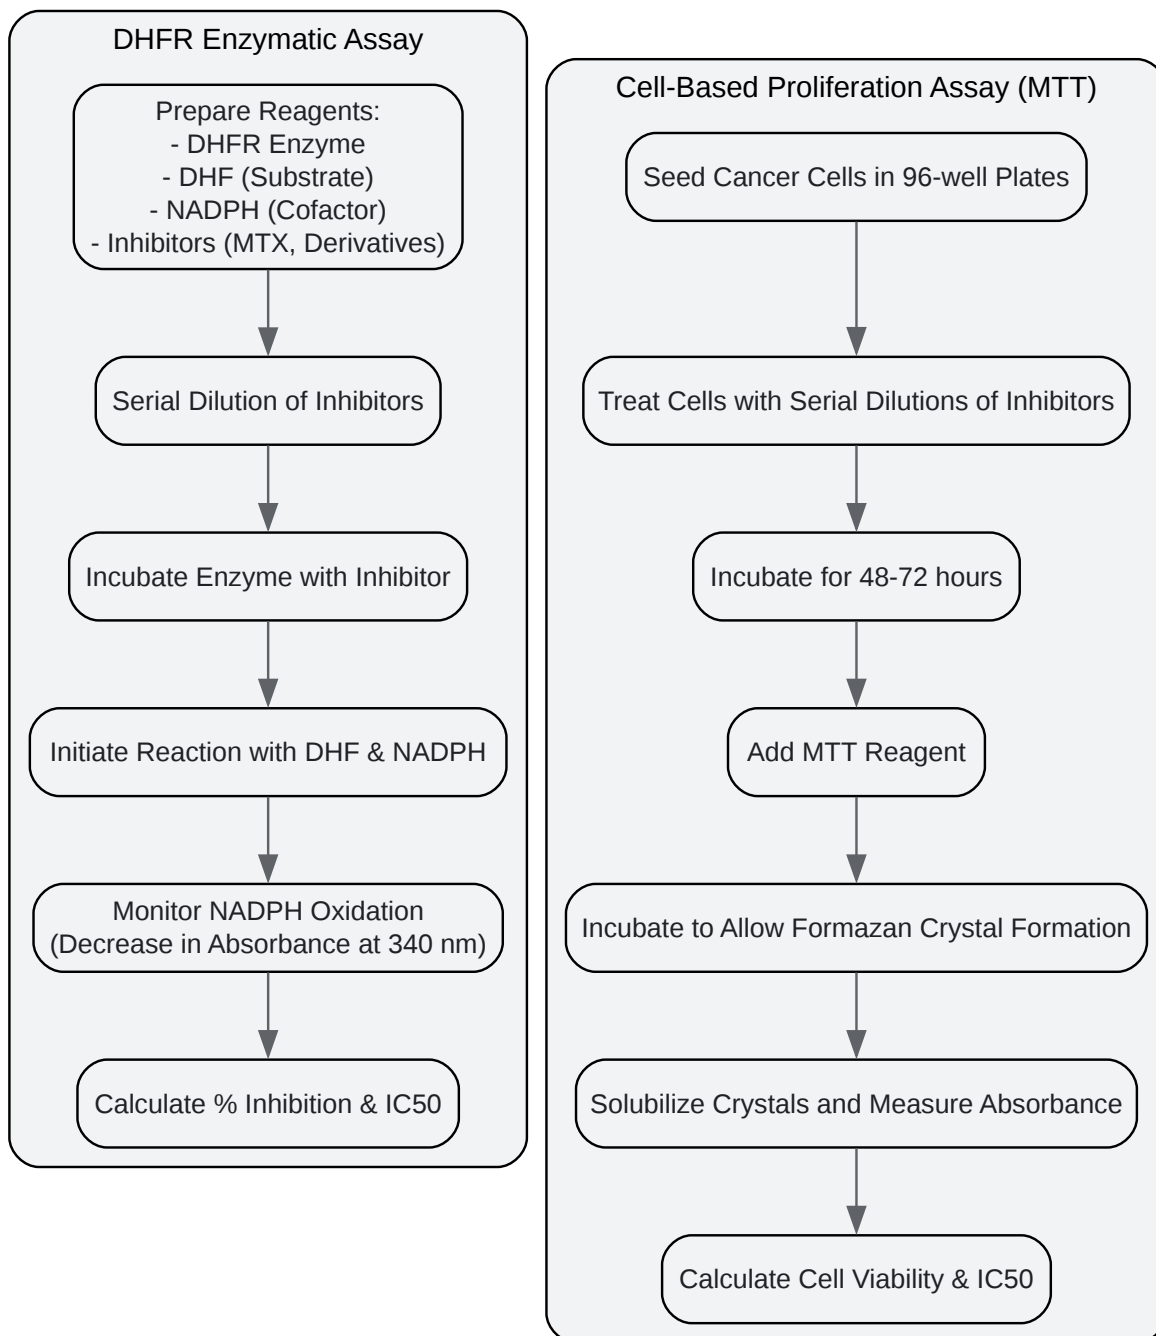 DHFR Enzymatic Assay
Prepare Reagents:
- DHFR Enzyme
- DHF (Substrate)
- NADPH (Cofactor)
- Inhibitors (MTX, Derivatives)
Serial Dilution of Inhibitors
Incubate Enzyme with Inhibitor
Initiate Reaction with DHF & NADPH
Monitor NADPH Oxidation
(Decrease in Absorbance at 340 nm)
Calculate % Inhibition & IC50
Cell-Based Proliferation Assay (MTT)
Seed Cancer Cells in 96-well Plates
Treat Cells with Serial Dilutions of Inhibitors
Incubate for 48-72 hours
Add MTT Reagent
Incubate to Allow Formazan Crystal Formation
Solubilize Crystals and Measure Absorbance
Calculate Cell Viability & IC50